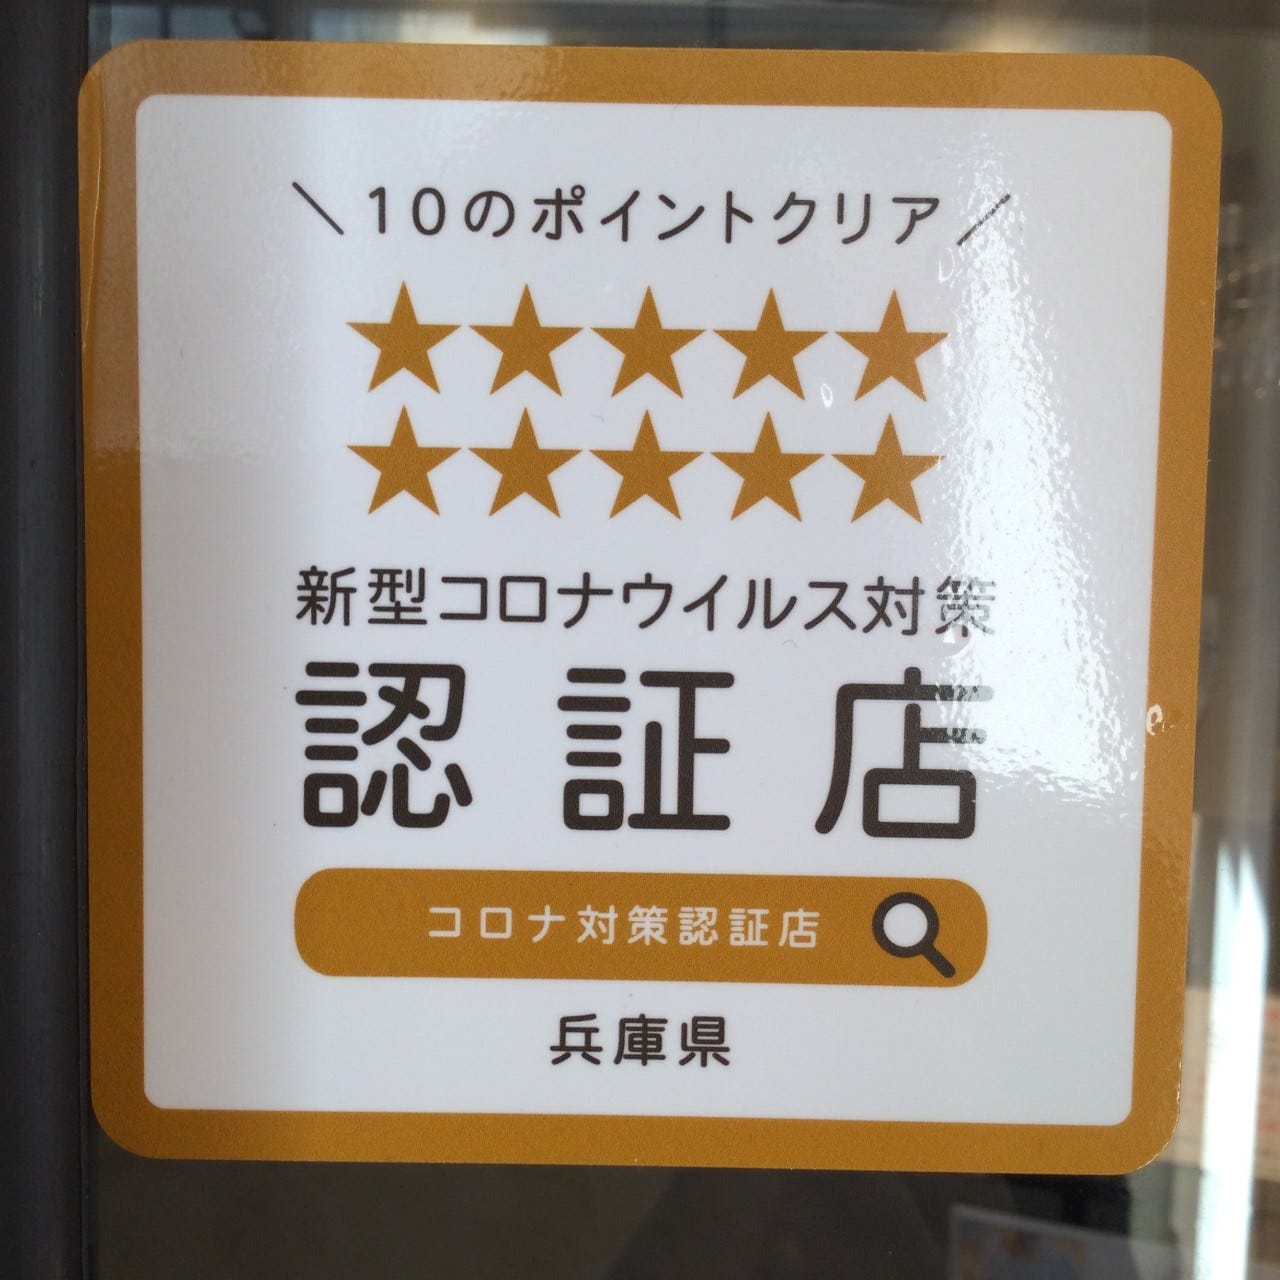 ＼10のポイントクリア／
★★★★★
★★★★★
新型コロナウイルス対策
認証店
コロナ対策認証店
兵庫県